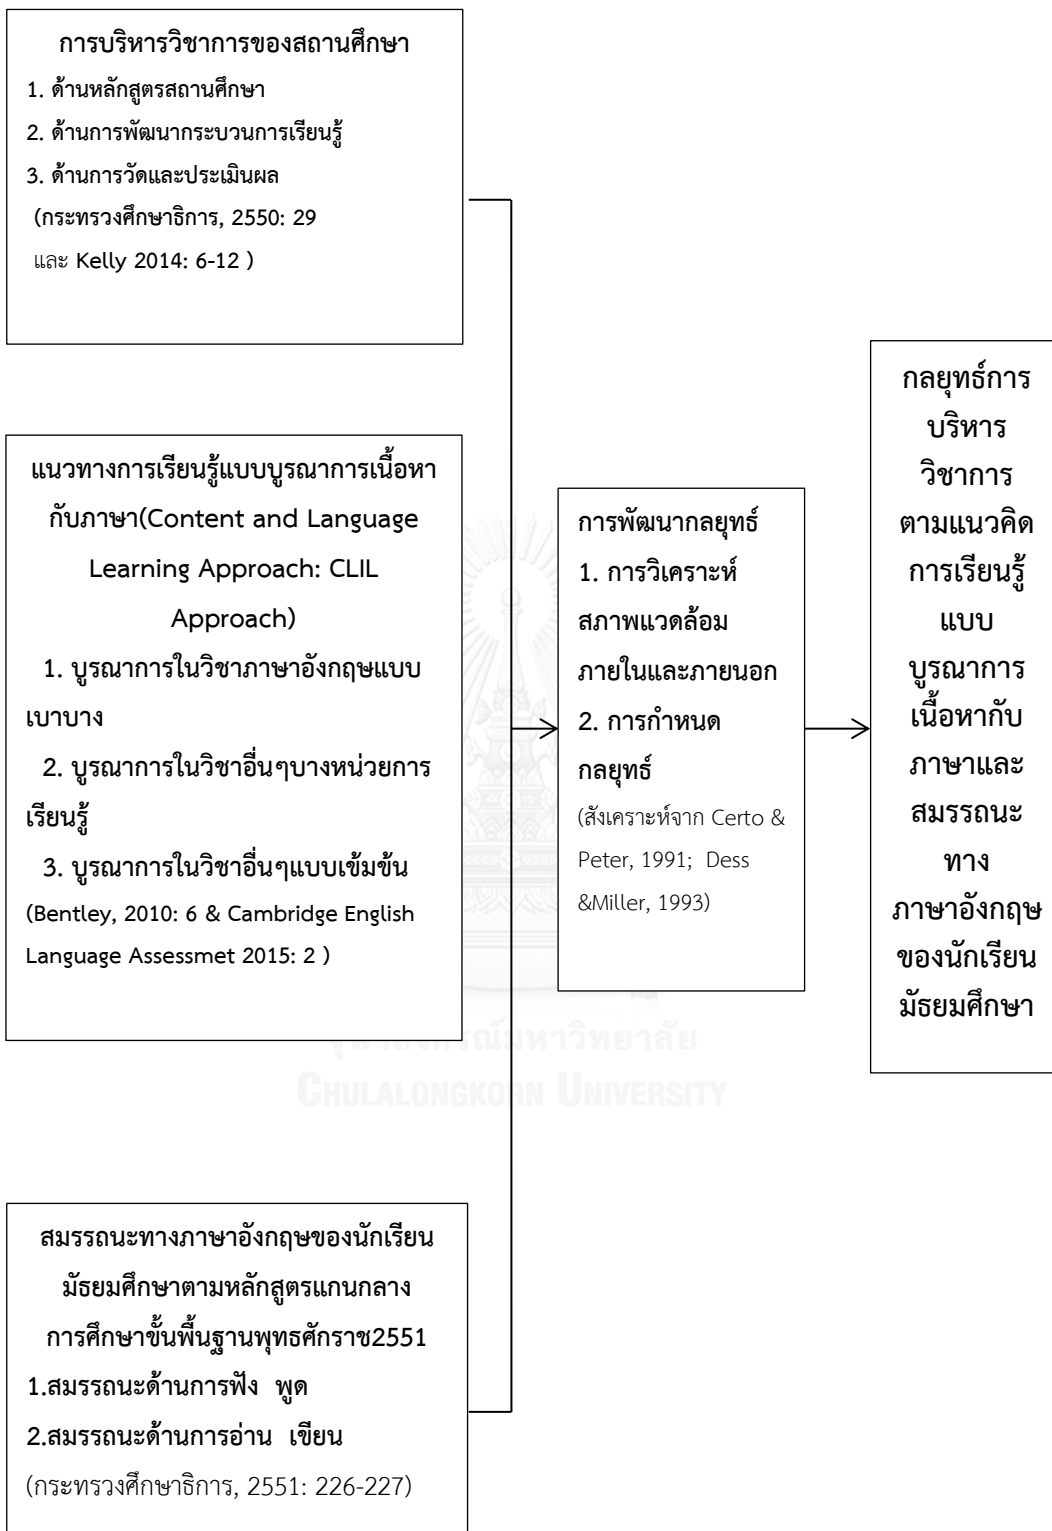 การบริหารวิชาการของสถานศึกษา
1. ด้านหลักสูตรสถานศึกษา
2. ด้านการพัฒนากระบวนการเรียนรู้
3. ด้านการวัดและประเมินผล
(กระทรวงศึกษาธิการ, 2550: 29
และ Kelly 2014: 6-12 )
แนวทางการเรียนรู้แบบบูรณาการเนื้อหา
กับภาษา(Content and Language
Learning Approach: CLIL
Approach)
1. บูรณาการในวิชาภาษาอังกฤษแบบ
เบาบาง
2. บูรณาการในวิชาอื่นๆบางหน่วยการ
เรียนรู้
3. บูรณาการในวิชาอื่นๆแบบเข้มข้น
(Bentley, 2010: 6 & Cambridge English
Language Assessmet 2015: 2 )
สมรรถนะทางภาษาอังกฤษของนักเรียน
มัธยมศึกษาตามหลักสูตรแกนกลาง
การศึกษาขั้นพื้นฐานพุทธศักราช2551
1.สมรรถนะด้านการฟัง พูด
2.สมรรถนะด้านการอ่าน เขียน
(กระทรวงศึกษาธิการ, 2551: 226-227)
การพัฒนากลยุทธ์
1. การวิเคราะห์
สภาพแวดล้อม
ภายในและภายนอก
2. การกำหนด
กลยุทธ์
(สังเคราะห์จาก Certo &
Peter, 1991; Dess
&Miller, 1993)
กลยุทธ์การ
บริหาร
วิชาการ
ตามแนวคิด
การเรียนรู้
แบบ
บูรณาการ
เนื้อหากับ
ภาษาและ
สมรรถนะ
ทาง
ภาษาอังกฤษ
ของนักเรียน
มัธยมศึกษา
CHULALONGKORN UNIVERSITY